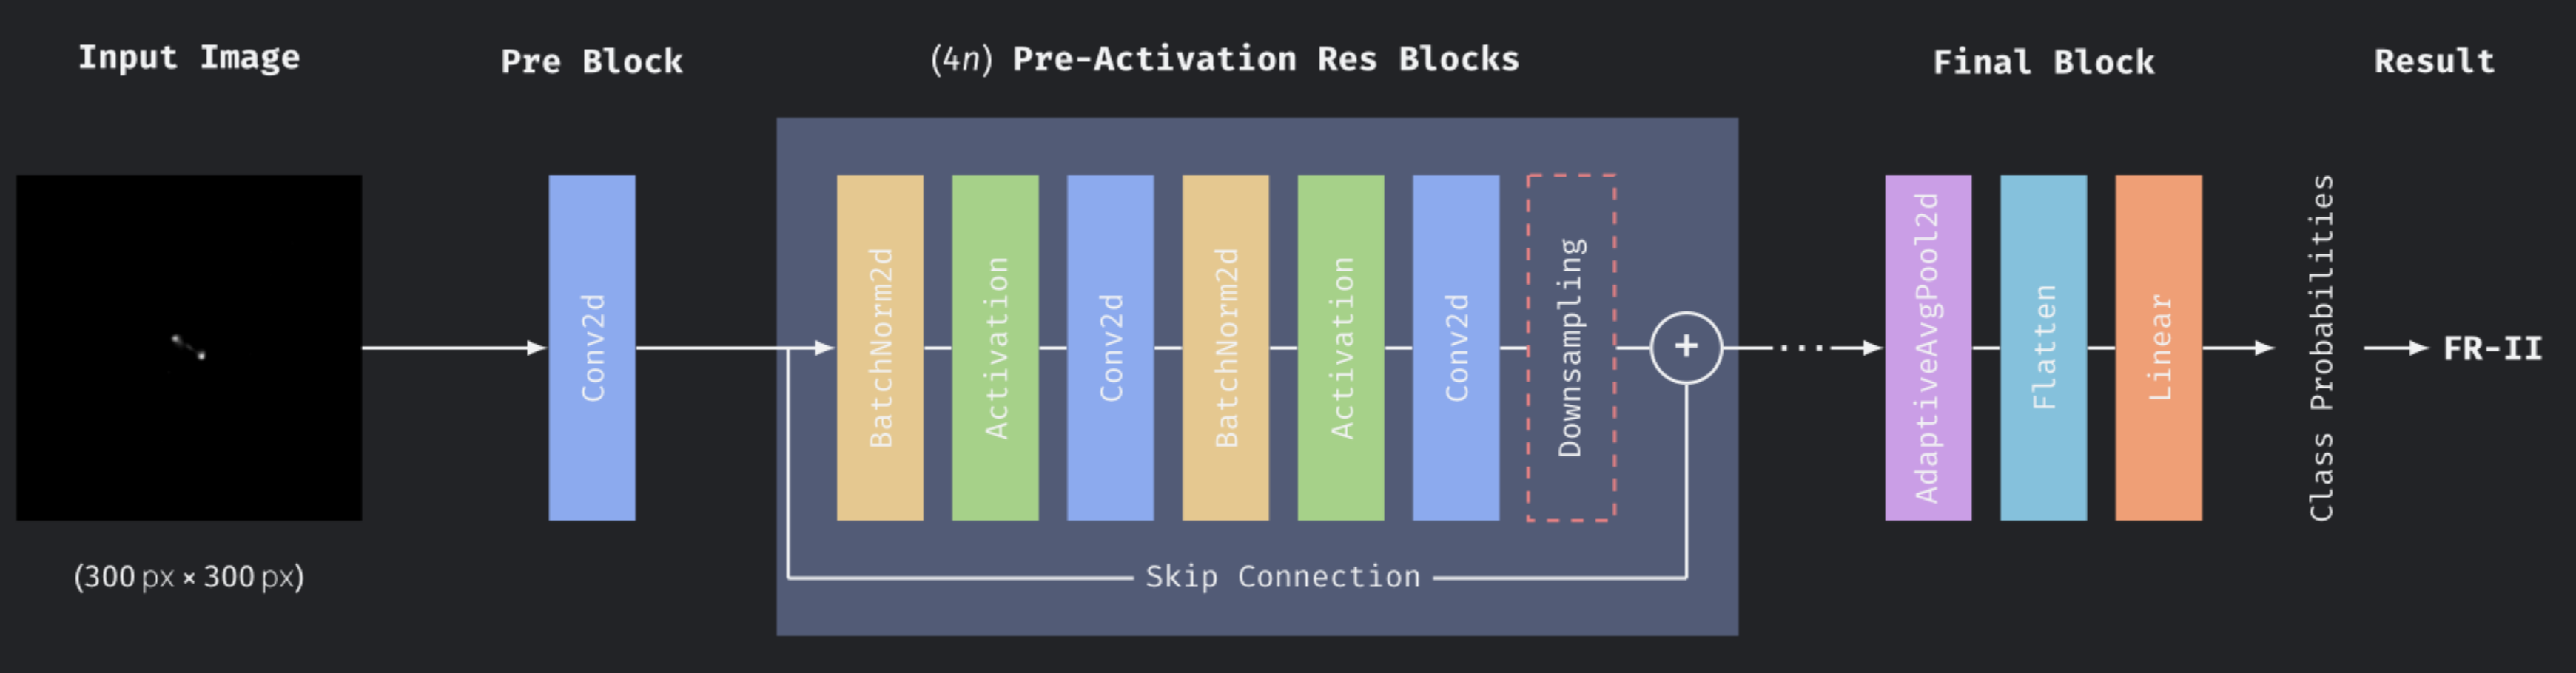 Input Image
Pre Block
(4n) Pre-Activation Res Blocks
Final Block
Result
Conv2d
BatchNorm2d
Activation
Conv2d
BatchNorm2d
Activation
Conv2d
Downsampling
+
...
AdaptiveAvgPool2d
Flatten
Linear
Class Probabilities
FR-II
Skip Connection
(300 px × 300 px)